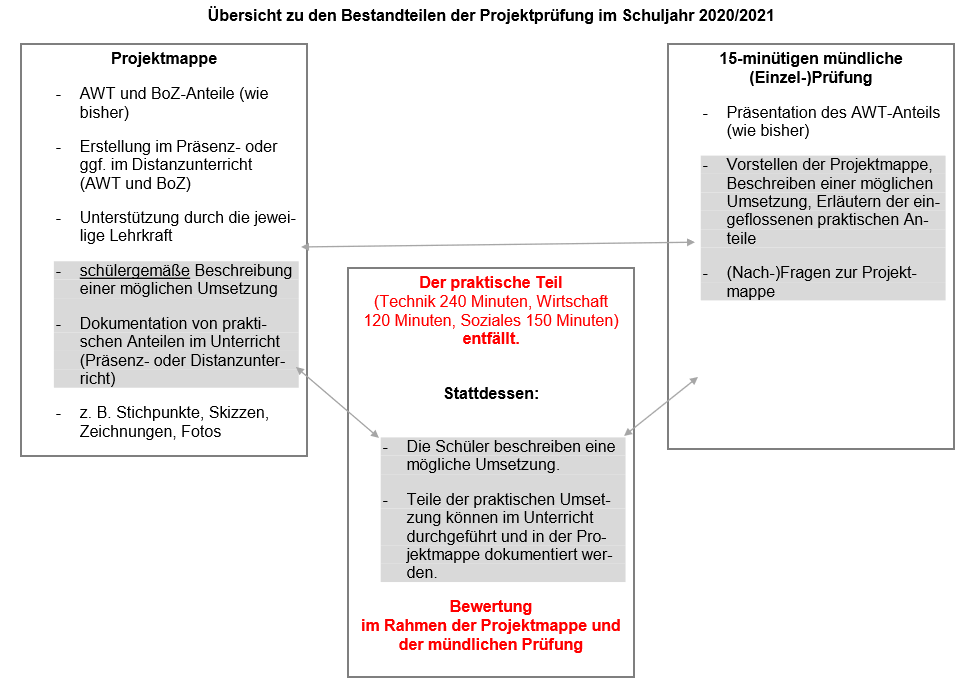 Übersicht zu den Bestandteilen der Projektprüfung im Schuljahr 2020/2021
Projektmappe
- AWT und BoZ-Anteile (wie
bisher)
- Erstellung im Präsenz- oder
ggf. im Distanzunterricht
(AWT und BoZ)
- Unterstützung durch die jewei-
lige Lehrkraft
- schülergemäße Beschreibung
einer möglichen Umsetzung
- Dokumentation von prakti-
schen Anteilen im Unterricht
(Präsenz- oder Distanzunter-
richt)
- z. B. Stichpunkte, Skizzen,
Zeichnungen, Fotos
Der praktische Teil
(Technik 240 Minuten, Wirtschaft
120 Minuten, Soziales 150 Minuten)
entfällt.
Stattdessen:
- Die Schüler beschreiben eine
mögliche Umsetzung.
- Teile der praktischen Umset-
zung können im Unterricht
durchgeführt und in der Pro-
jektmappe dokumentiert wer-
den.
Bewertung
im Rahmen der Projektmappe und
der mündlichen Prüfung
15-minütigen mündliche
(Einzel-)Prüfung
- Präsentation des AWT-Anteils
(wie bisher)
- Vorstellen der Projektmappe,
Beschreiben einer möglichen
Umsetzung, Erläutern der ein-
geflossenen praktischen An-
teile
- (Nach-)Fragen zur Projekt-
mappe